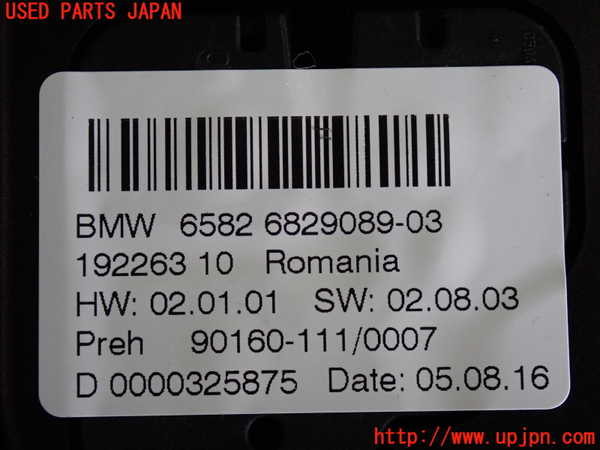 USED PARTS JAPAN
BMW 6582 6829089-03
192263 10 Romania
HW: 02.01.01 SW: 02.08.03
Preh 90160-111/0007
D 0000325875 Date: 05.08.16
http://www.upjpn.com/